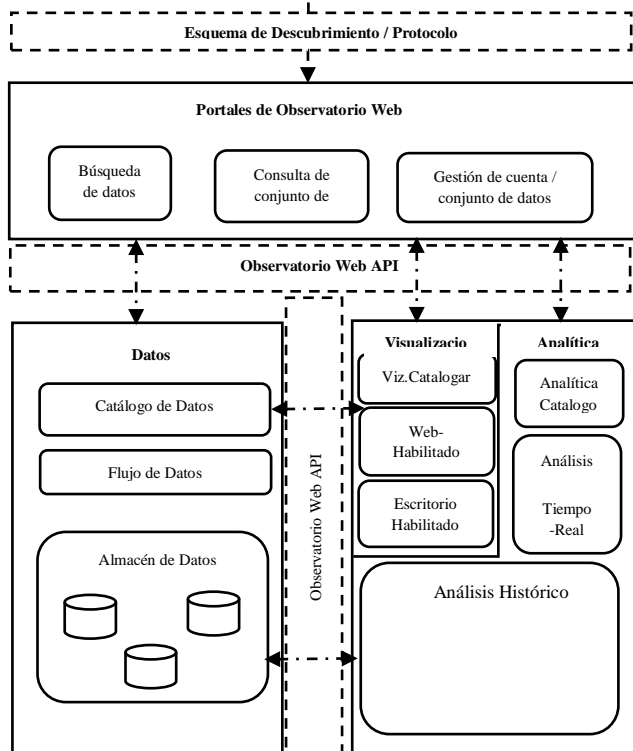 Esquema de Descubrimiento / Protocolo
Portales de Observatorio Web
Búsqueda
de datos
Consulta de
conjunto de
Gestión de cuenta /
conjunto de datos
Observatorio Web API
Datos
Catálogo de Datos
Flujo de Datos
Almacén de Datos
Observatorio Web API
Visualizacio
Viz.Catalogar
Web-
Habilitado
Escritorio
Habilitado
Analítica
Analítica
Catalogo
Análisis
Tiempo
-Real
Análisis Histórico